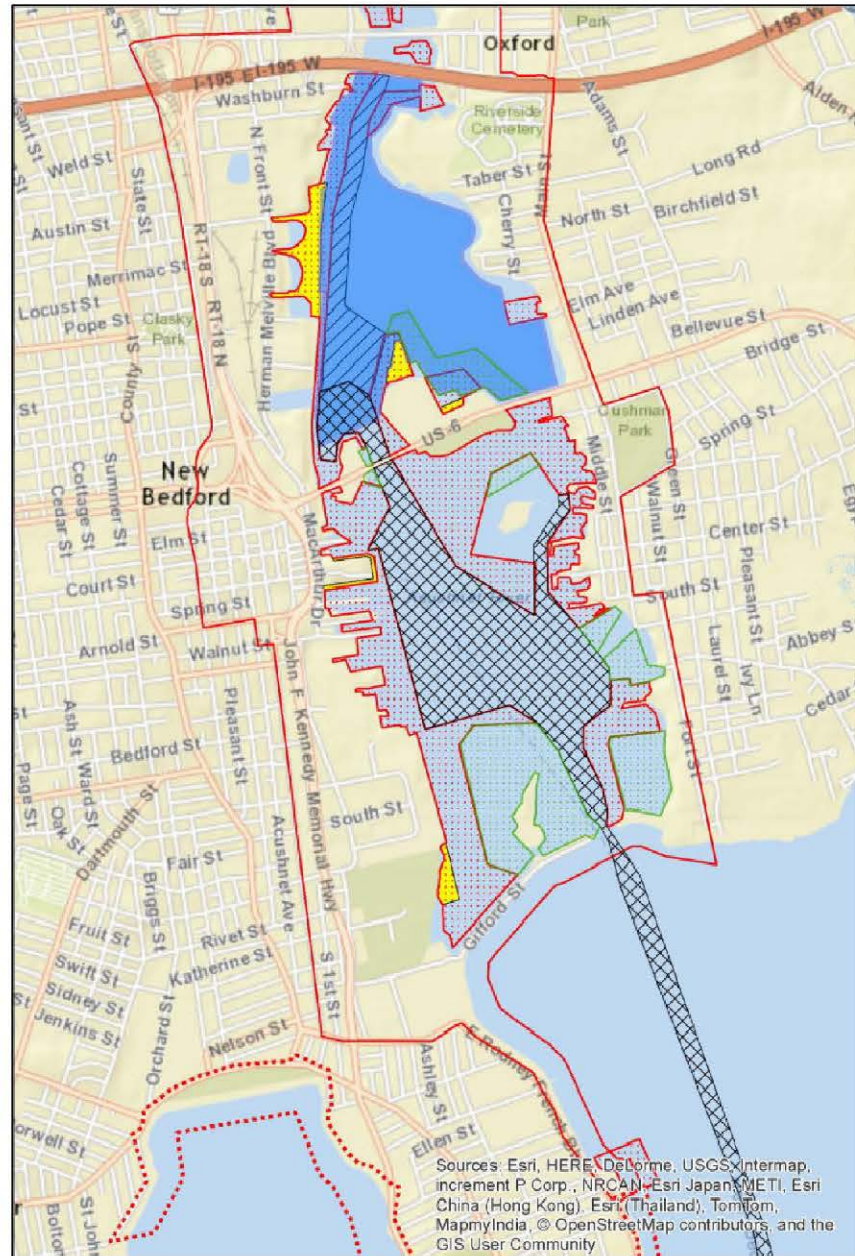 Park
Oxford
I-195 W
I-195 E
I-195 W
Washburn St
Riverside
Cemetery
Adams St
N Front St
Weld St
State St
Taber St
Main St
Long Rd
Cherry St
North St
Birchfield St
Austin St
RT-18 S
RT-18 N
Herman Melville Blvd
Merrimac St
Elm Ave
Linden Ave
Locust St
Pope St
Clasky
Park
County St
Bellevue St
Bridge St
US-6
Cushman
Park
Spring St
New
Bedford
Summer St
Cottage St
Cedar St
Middle St
Green St
Walnut St
Center St
Elm St
MacArthur Dr
Pleasant St
Court St
South St
Spring St
Arnold St
Walnut St
Laurel St
Ivy Ln
John F Kennedy Memorial Hwy
Ash St
Ward St
Pleasant St
Fort St
Bedford St
Page St
Oak St
Dartmouth St
South St
Acushnet Ave
Fair St
Briggs St
Gifford St
Fruit St
Rivet St
Katherine St
Swift St
Sidney St
Jenkins St
S 1st St
Orchard St
Nelson St
Ashley St
E Rodney French Blvd
Ellen St
Sources: Esri, HERE, DeLorme, USGS, Intermap,
increment P Corp., NRCAN, Esri Japan, METI, Esri
China (Hong Kong), Esri (Thailand), TomTom,
MapmyIndia, © OpenStreetMap contributors, and the
GIS User Community